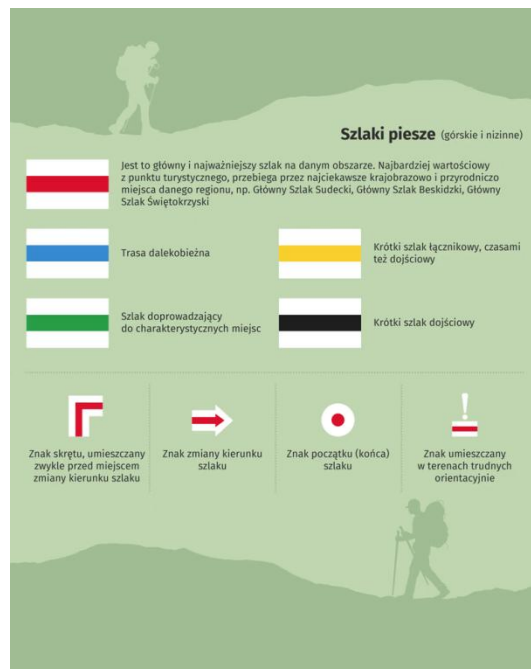 Szlaki piesze (górskie i nizinne)
Jest to główny i najważniejszy szlak na danym obszarze. Najbardziej wartościowy
z punktu turystycznego, przebiega przez najciekawsze krajobrazowo i przyrodniczo
miejsca danego regionu, np. Główny Szlak Sudecki, Główny Szlak Beskidzki, Główny
Szlak Świętokrzyski
Trasa dalekobieżna
Krótki szlak łącznikowy, czasami
też dojściowy
Szlak doprowadzający
do charakterystycznych miejsc
Krótki szlak dojściowy
Znak skrętu, umieszczany
zwykle przed miejscem
zmiany kierunku szlaku
Znak zmiany kierunku
szlaku
Znak początku (końca)
szlaku
!
Znak umieszczany
w terenach trudnych
orientacyjnie